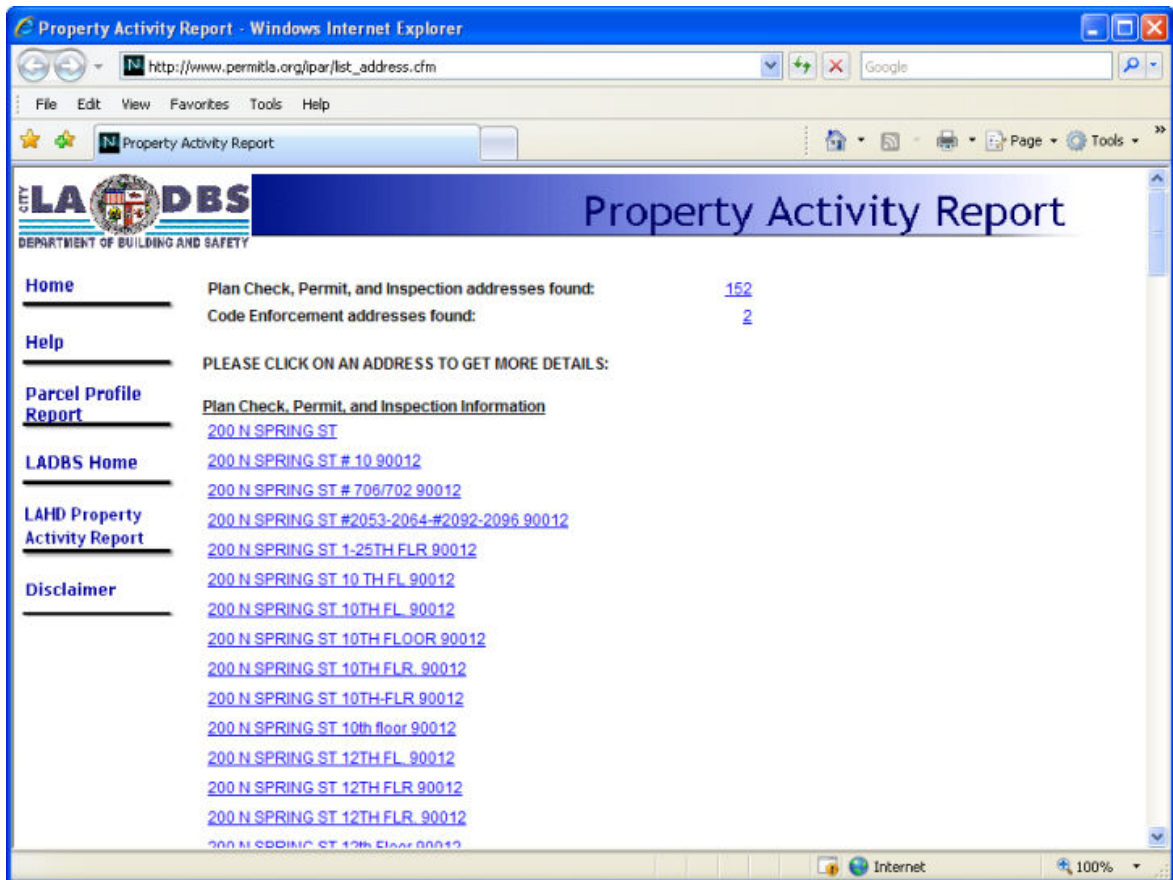 Property Activity Report - Windows Internet Explorer
http://www.permitla.org/ipar/list_address.cfm
Google
File Edit View Favorites Tools Help
Property Activity Report
Page Tools »
CITY LA DBS
DEPARTMENT OF BUILDING AND SAFETY
Property Activity Report
Home
Help
Parcel Profile
Report
LADBS Home
LAHD Property
Activity Report
Disclaimer
Plan Check, Permit, and Inspection addresses found: 152
Code Enforcement addresses found: 2
PLEASE CLICK ON AN ADDRESS TO GET MORE DETAILS:
Plan Check, Permit, and Inspection Information
200 N SPRING ST
200 N SPRING ST # 10 90012
200 N SPRING ST # 706/702 90012
200 N SPRING ST #2053-2064-#2092-2096 90012
200 N SPRING ST 1-25TH FLR 90012
200 N SPRING ST 10 TH FL 90012
200 N SPRING ST 10TH FL. 90012
200 N SPRING ST 10TH FLOOR 90012
200 N SPRING ST 10TH FLR. 90012
200 N SPRING ST 10TH-FLR 90012
200 N SPRING ST 10th floor 90012
200 N SPRING ST 12TH FL. 90012
200 N SPRING ST 12TH FLR 90012
200 N SPRING ST 12TH FLR. 90012
200 N SPRING ST 12th Floor 90012
Internet
100%